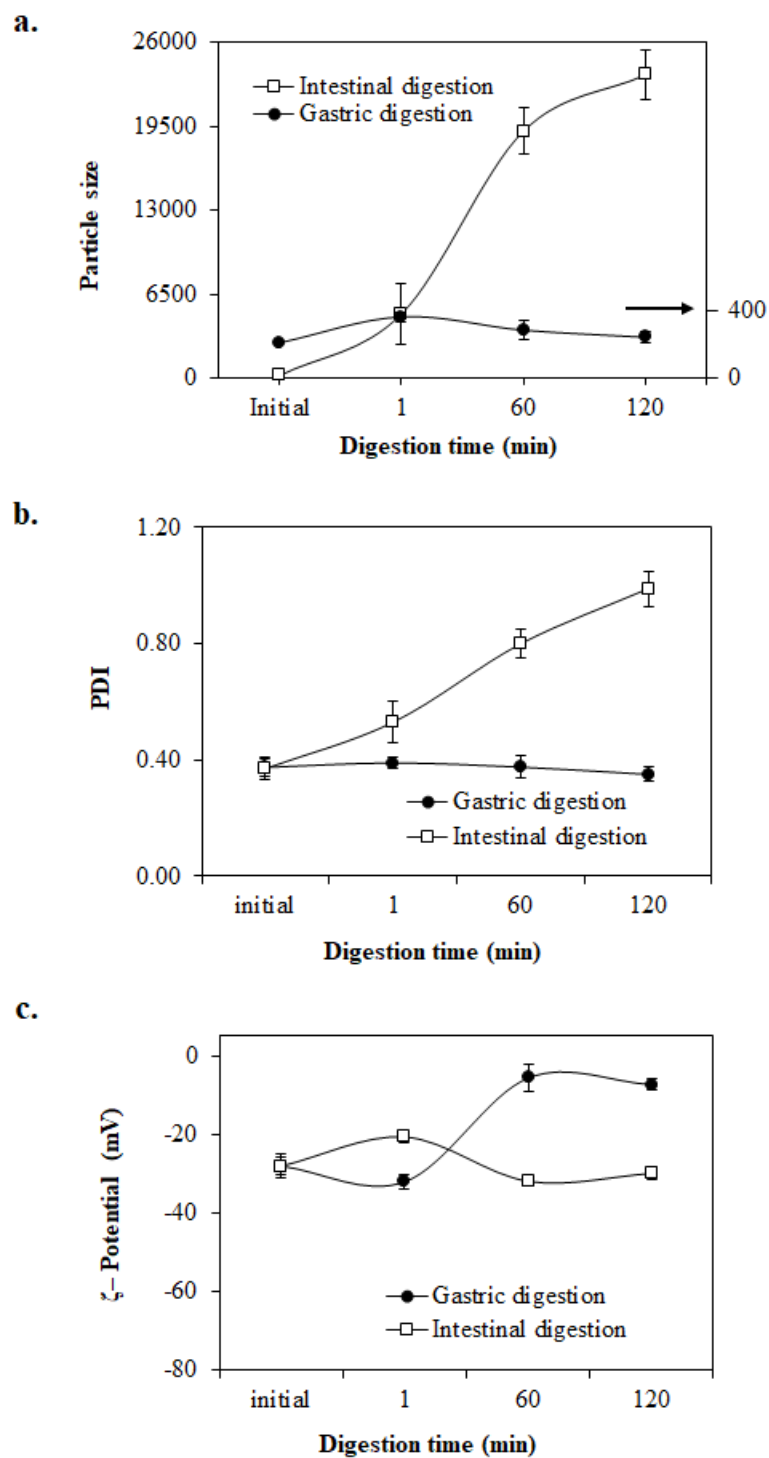 a.
26000
Intestinal digestion
Gastric digestion
19500
13000
6500
400
0
0
Particle size
Initial 1 60 120
Digestion time (min)
b.
1.20
0.80
0.40
0.00
PDI
Gastric digestion
Intestinal digestion
initial 1 60 120
Digestion time (min)
c.
0
-20
-40
-60
-80
ζ– Potential (mV)
Gastric digestion
Intestinal digestion
initial 1 60 120
Digestion time (min)